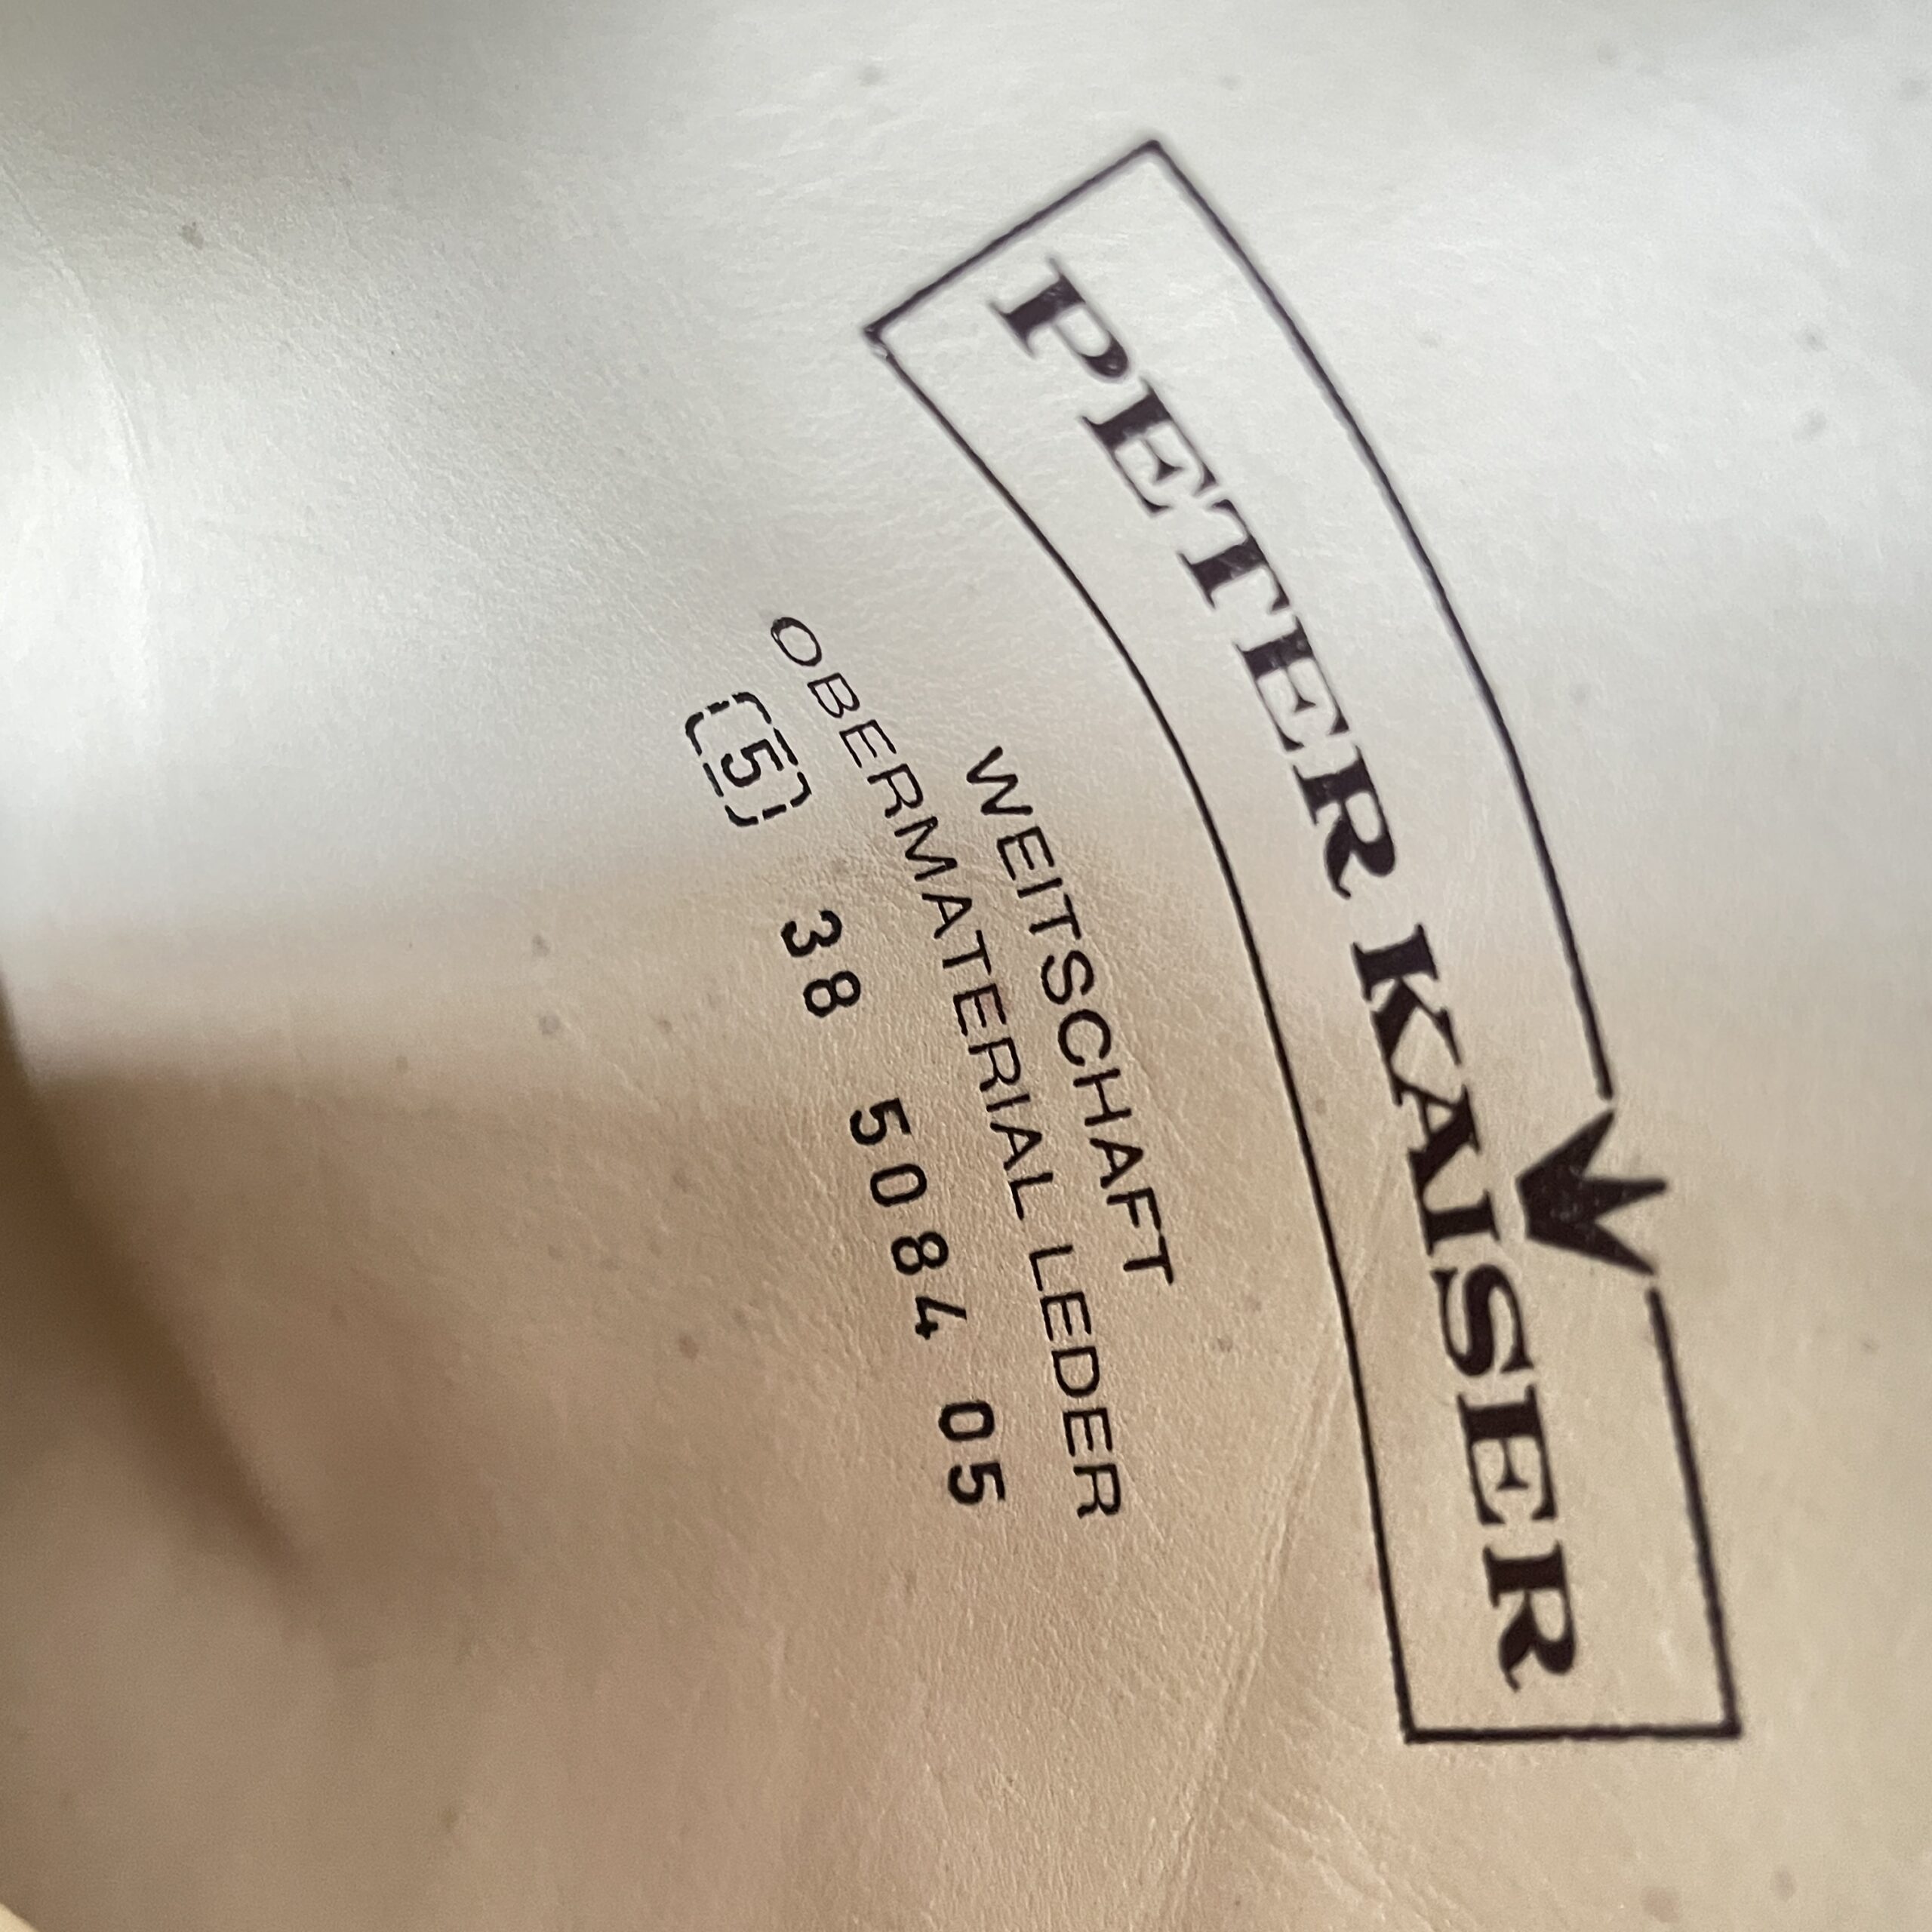 PETER KAISER
WEITSCHAFT
OBERMATERIAL LEDER
5 38 5084 05